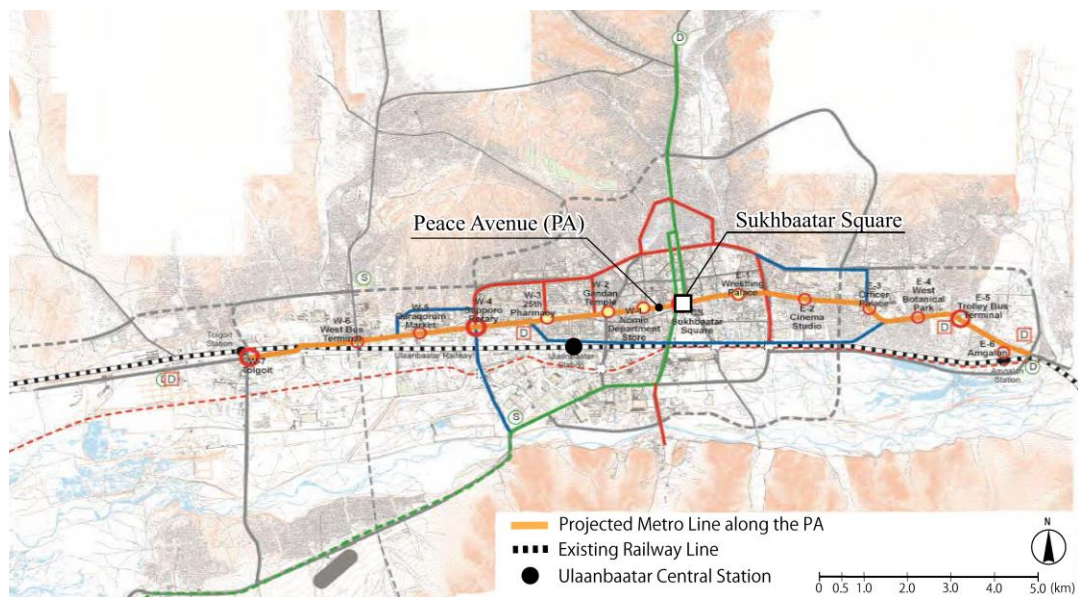 D
Peace Avenue (PA)
Sukhbaatar Square
S
W-6
West Bus
Terminal
W-5
Market
W-4
Sapporo
Rotary
W-3
25th
Pharmacy
W-2
Gandan
Temple
W-1
Nomin
Department
Store
Sukhbaatar
Square
E-1
Wrestling
Palace
E-2
Cinema
Studio
E-3
Officer
E-4
West
Botanical
Park
E-5
Trolley Bus
Terminal
E-6
Amgalan
Amgalan
Station
Tolgoit
Station
Tolgoit
Ulaanbaatar Railway
Ulaanbaatar
Station
D
D
D
D
D
S
Projected Metro Line along the PA
Existing Railway Line
Ulaanbaatar Central Station
N
0 0.5 1.0 2.0 3.0 4.0 5.0 (km)